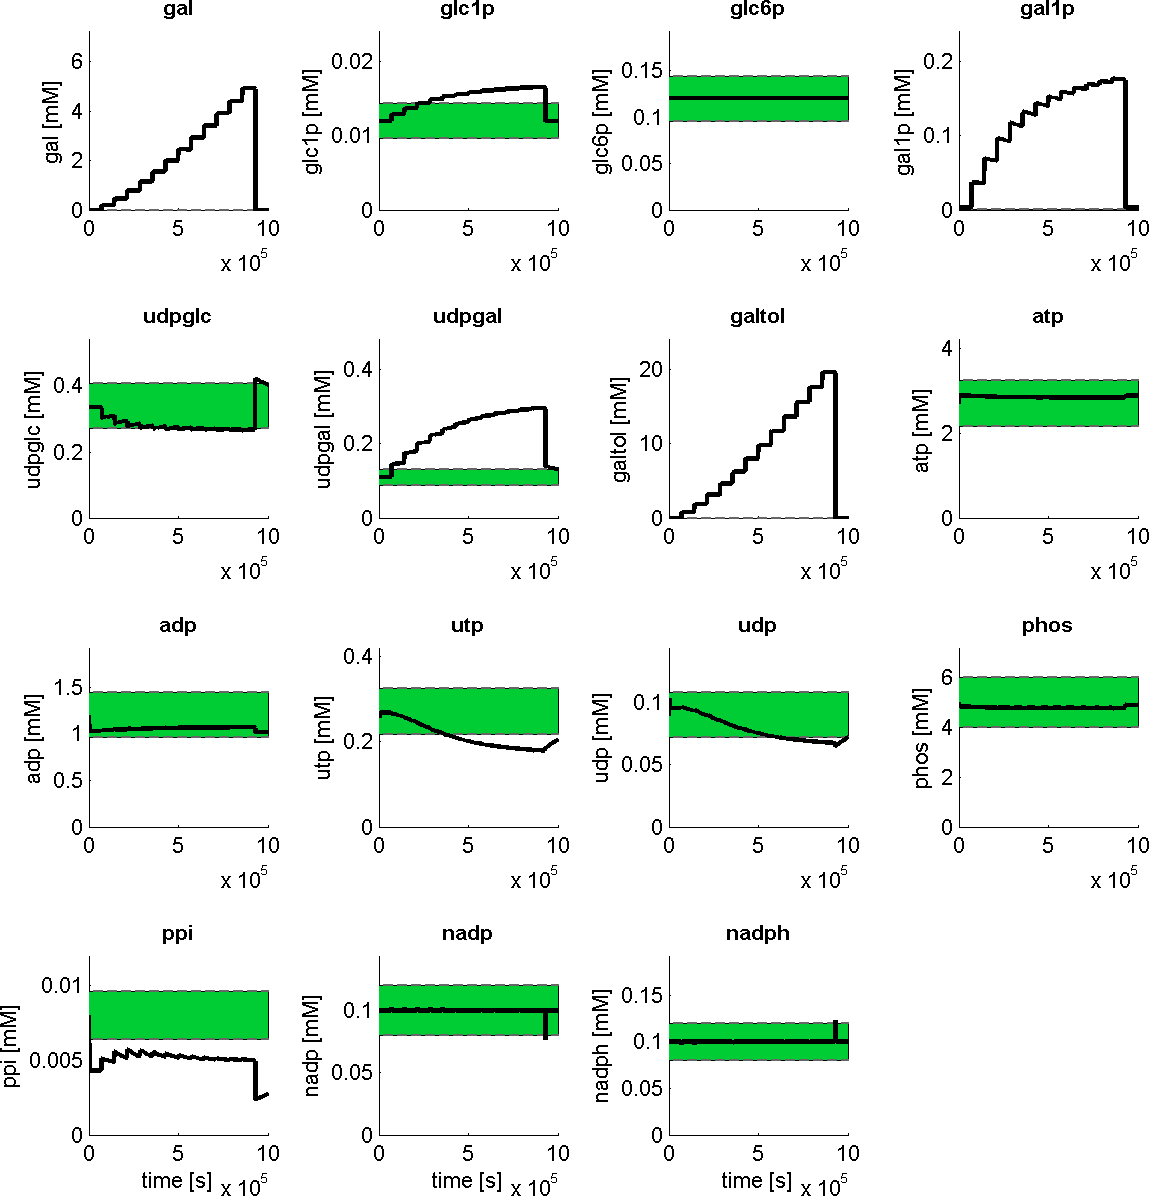 gal
gal [mM]
6
4
2
0
0 5 10
x 10^5
glc1p
glc1p [mM]
0.02
0.01
0
0 5 10
x 10^5
glc6p
glc6p [mM]
0.15
0.1
0.05
0
0 5 10
x 10^5
gal1p
gal1p [mM]
0.2
0.1
0
0 5 10
x 10^5
udpglc
udpglc [mM]
0.4
0.2
0
0 5 10
x 10^5
udpgal
udpgal [mM]
0.4
0.2
0
0 5 10
x 10^5
galtol
galtol [mM]
20
10
0
0 5 10
x 10^5
atp
atp [mM]
4
2
0
0 5 10
x 10^5
adp
adp [mM]
1.5
1
0.5
0
0 5 10
x 10^5
utp
utp [mM]
0.4
0.2
0
0 5 10
x 10^5
udp
udp [mM]
0.1
0.05
0
0 5 10
x 10^5
phos
phos [mM]
6
4
2
0
0 5 10
x 10^5
ppi
ppi [mM]
0.01
0.005
0
0 5 10
time [s] x 10^5
nadp
nadp [mM]
0.1
0.05
0
0 5 10
time [s] x 10^5
nadph
nadph [mM]
0.15
0.1
0.05
0
0 5 10
time [s] x 10^5